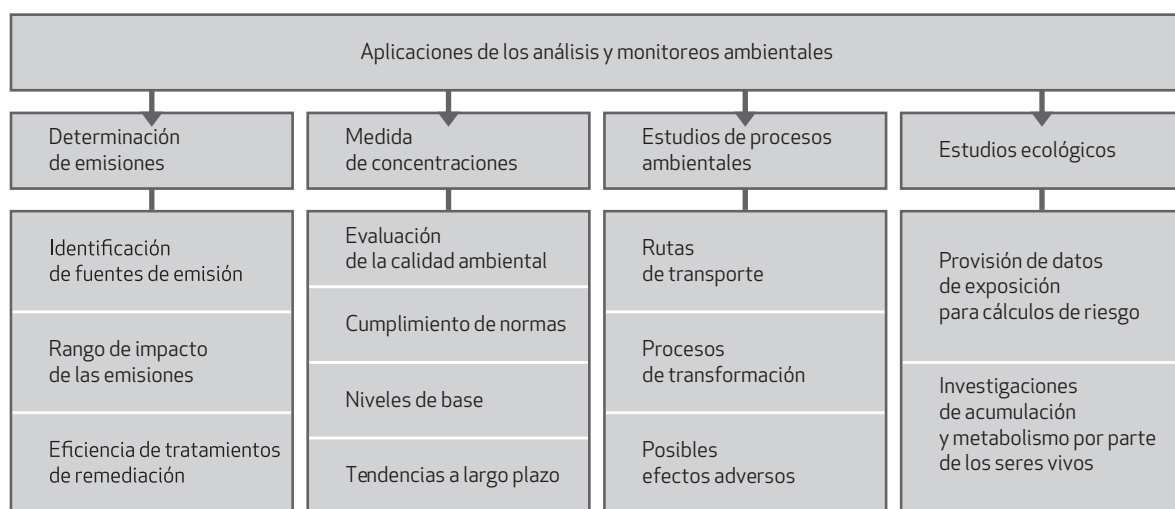 Aplicaciones de los análisis y monitoreos ambientales
Determinación
de emisiones
Medida
de concentraciones
Estudios de procesos
ambientales
Estudios ecológicos
Identificación
de fuentes de emisión
Rango de impacto
de las emisiones
Eficiencia de tratamientos
de remediación
Evaluación
de la calidad ambiental
Cumplimiento de normas
Niveles de base
Tendencias a largo plazo
Rutas
de transporte
Procesos
de transformación
Posibles
efectos adversos
Provisión de datos
de exposición
para cálculos de riesgo
Investigaciones
de acumulación
y metabolismo por parte
de los seres vivos